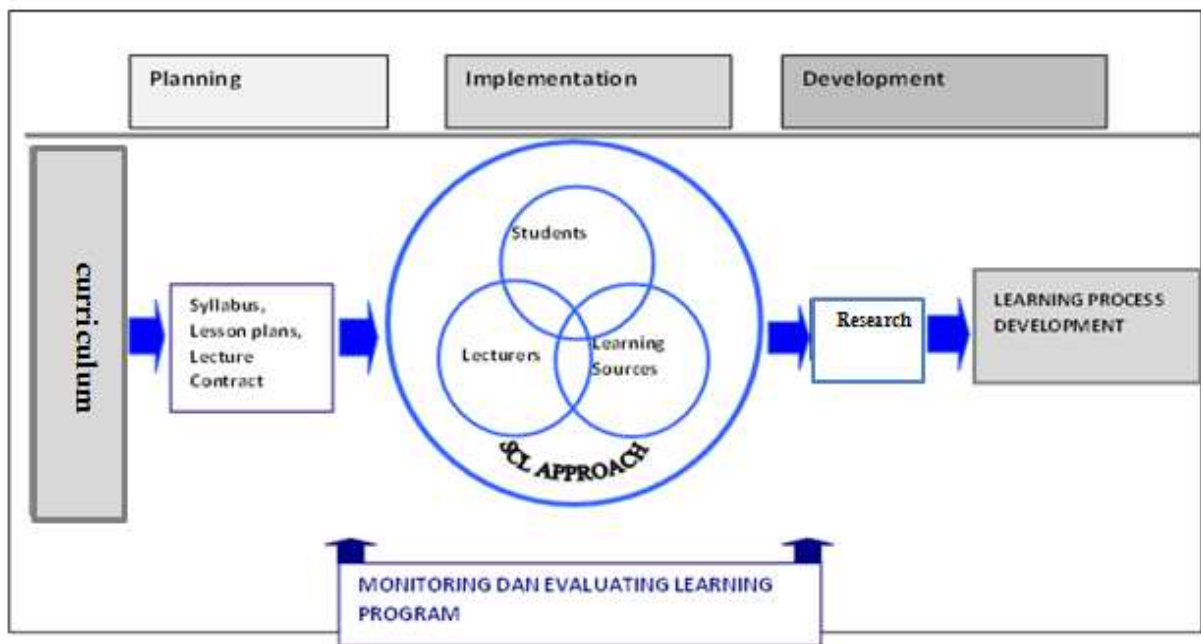 Planning
Implementation
Development
curriculum
Syllabus,
Lesson plans,
Lecture
Contract
Students
Lecturers
Learning
Sources
SCL APPROACH
Research
LEARNING PROCESS
DEVELOPMENT
MONITORING DAN EVALUATING LEARNING
PROGRAM